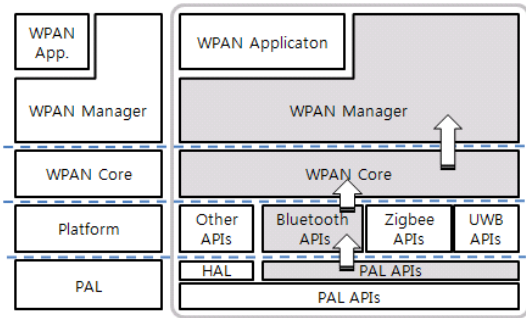 WPAN
App.
WPAN Manager
WPAN Core
Platform
PAL
WPAN Applicaton
WPAN Manager
WPAN Core
Other
APIs
Bluetooth
APIs
Zigbee
APIs
UWB
APIs
HAL
PAL APIs
PAL APIs